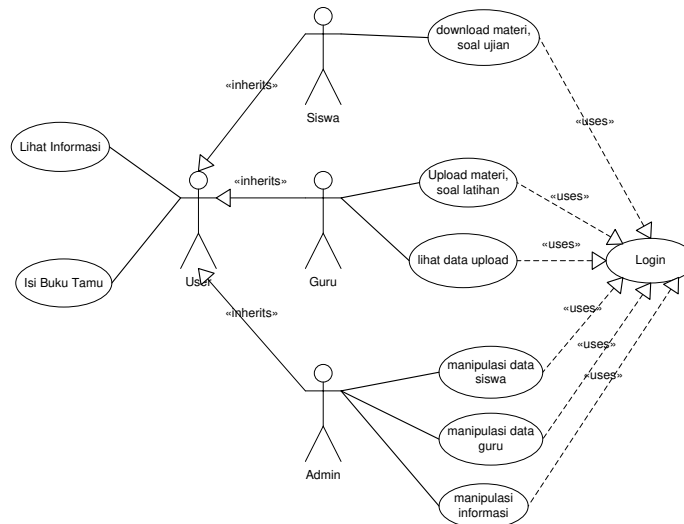 download materi,
soal ujian
«inherits»
Siswa
«uses»
Lihat Informasi
Upload materi,
soal latihan
«inherits»
«uses»
User
Guru
lihat data upload
«uses»
Login
Isi Buku Tamu
«inherits»
«uses»
manipulasi data
siswa
«uses»
«uses»
Admin
manipulasi data
guru
manipulasi
informasi